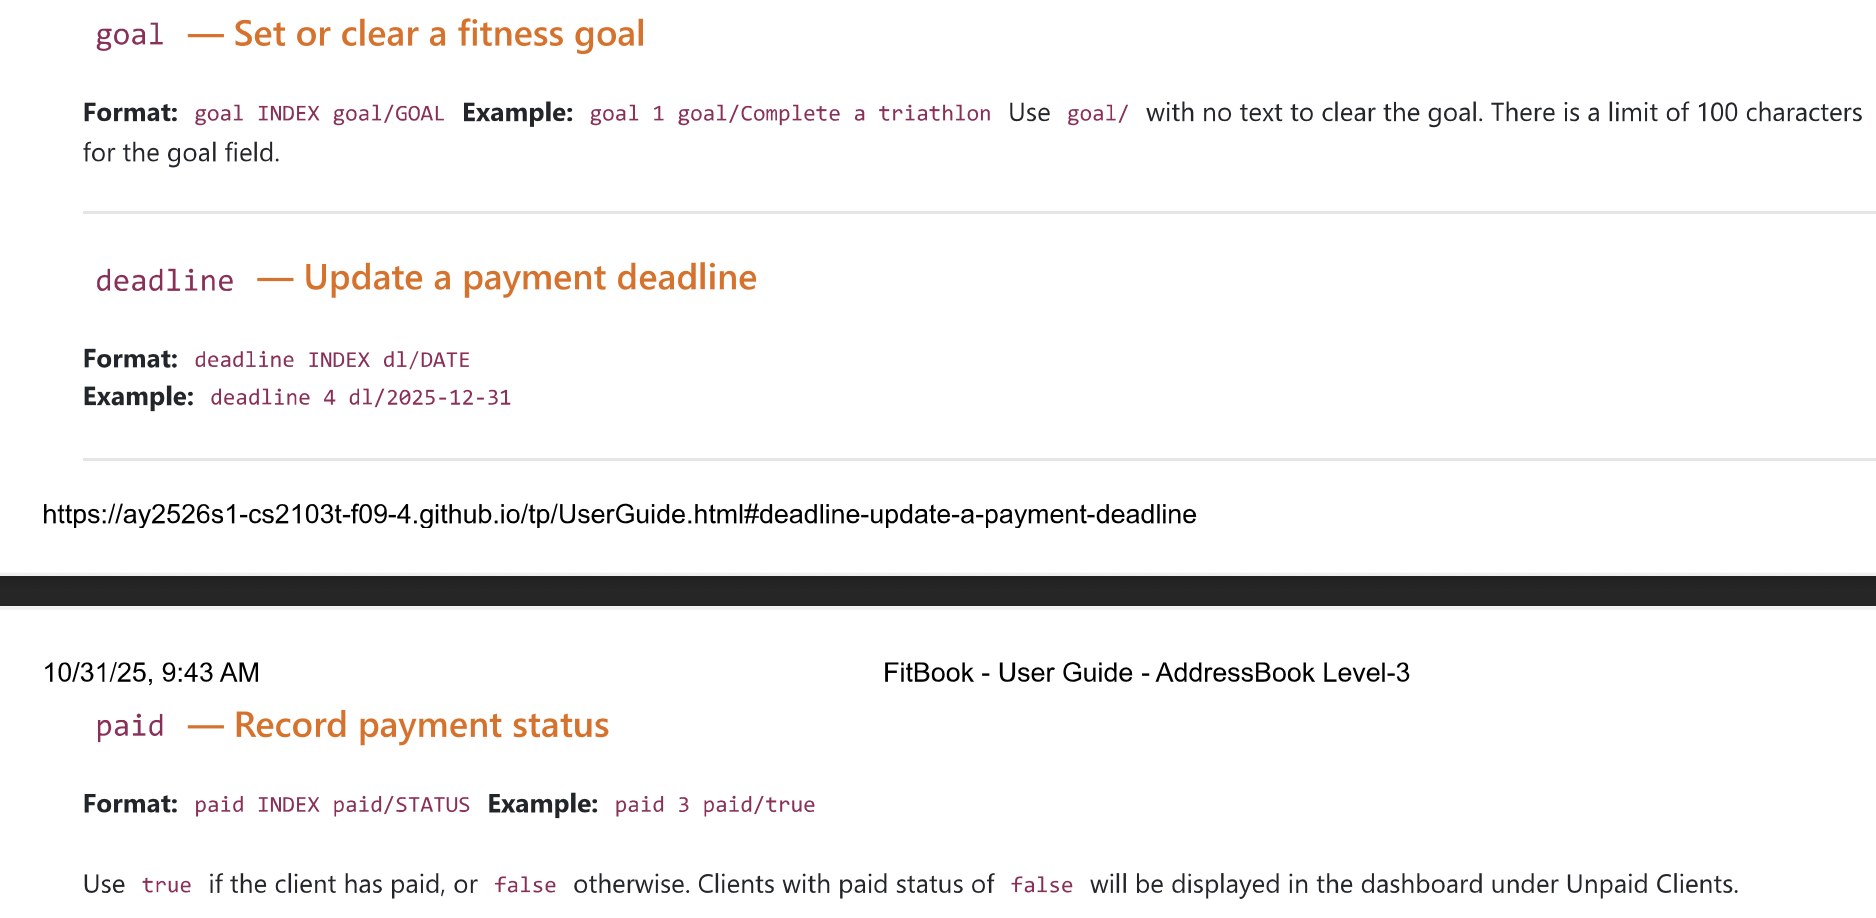 goal — Set or clear a fitness goal
Format: goal INDEX goal/GOAL Example: goal 1 goal/Complete a triathlon Use goal/ with no text to clear the goal. There is a limit of 100 characters
for the goal field.
deadline — Update a payment deadline
Format: deadline INDEX dl/DATE
Example: deadline 4 dl/2025-12-31
https://ay2526s1-cs2103t-f09-4.github.io/tp/UserGuide.html#deadline-update-a-payment-deadline
10/31/25, 9:43 AM FitBook - User Guide - AddressBook Level-3
paid — Record payment status
Format: paid INDEX paid/STATUS Example: paid 3 paid/true
Use true if the client has paid, or false otherwise. Clients with paid status of false will be displayed in the dashboard under Unpaid Clients.